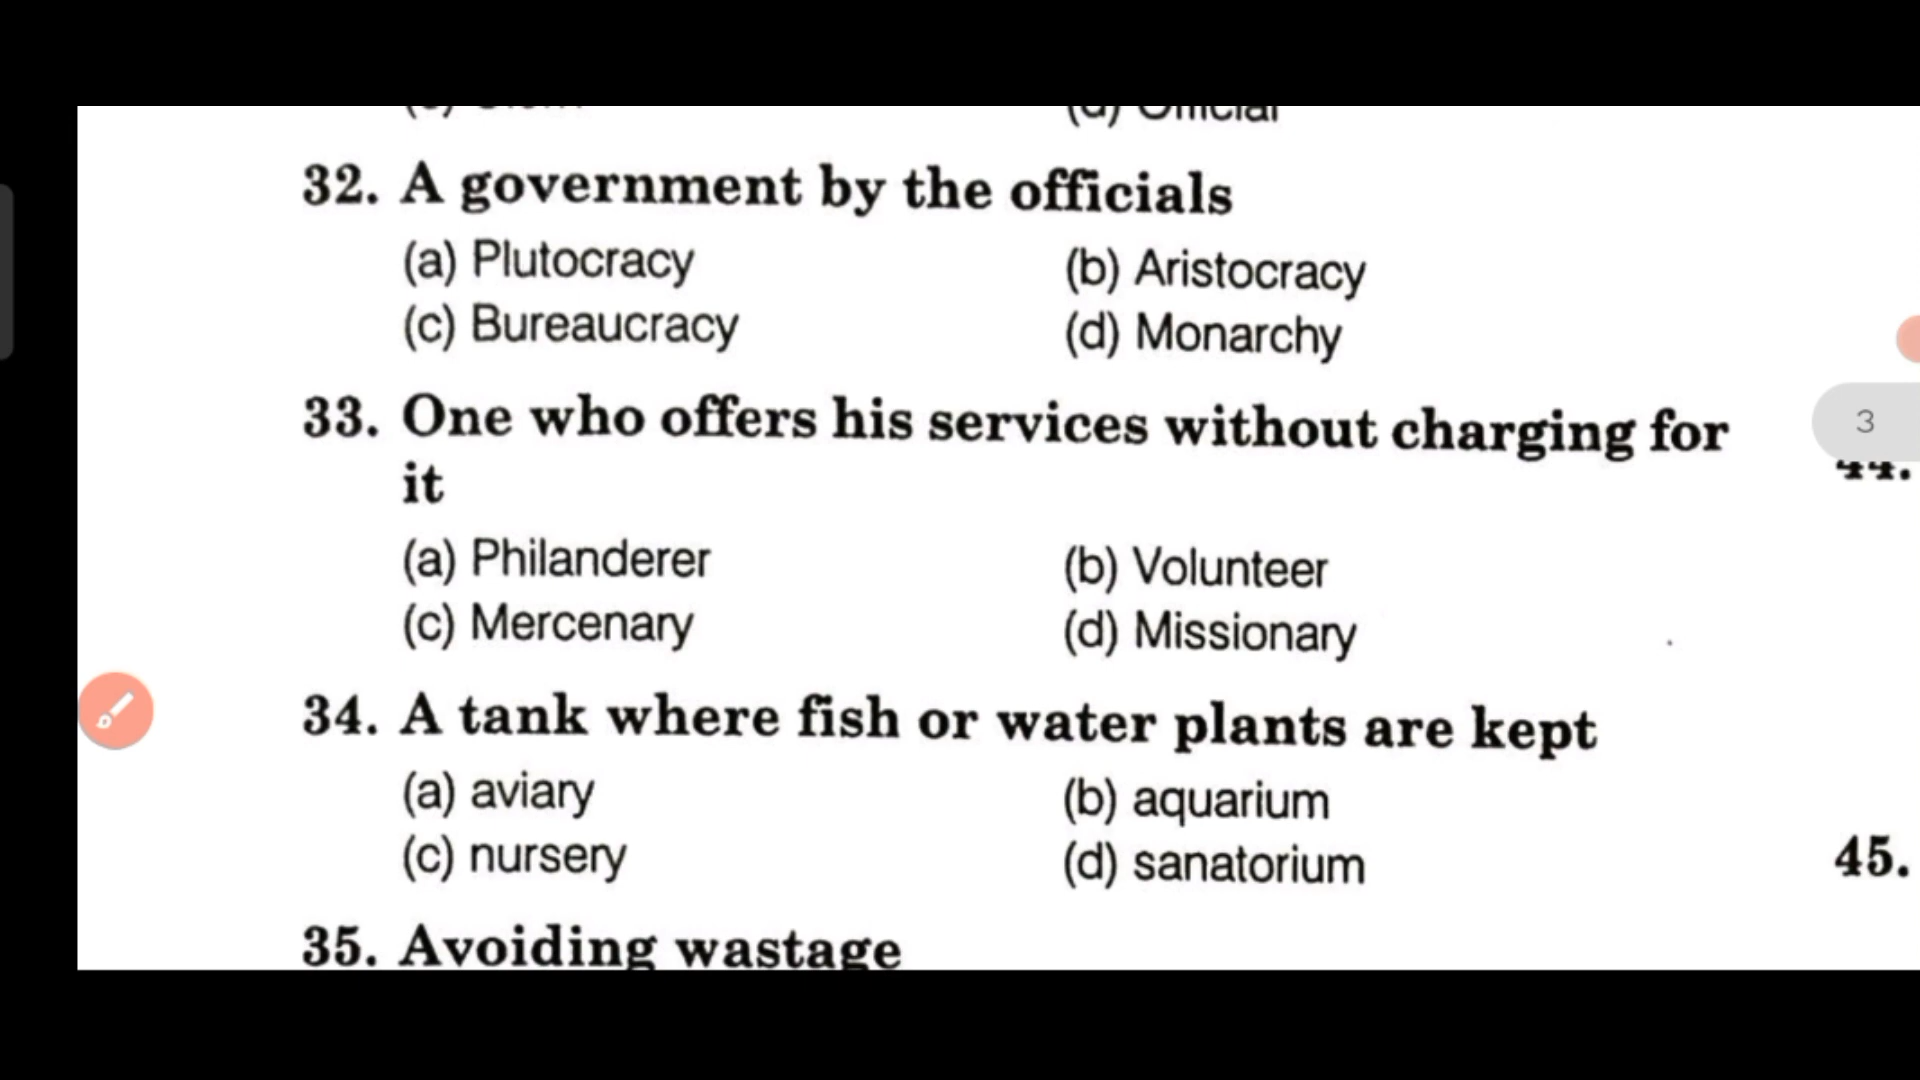 (d) Official
32. A government by the officials
(a) Plutocracy (b) Aristocracy
(c) Bureaucracy (d) Monarchy
33. One who offers his services without charging for
it
(a) Philanderer (b) Volunteer
(c) Mercenary (d) Missionary
3
44.
34. A tank where fish or water plants are kept
(a) aviary (b) aquarium
(c) nursery (d) sanatorium
45.
35. Avoiding wastage